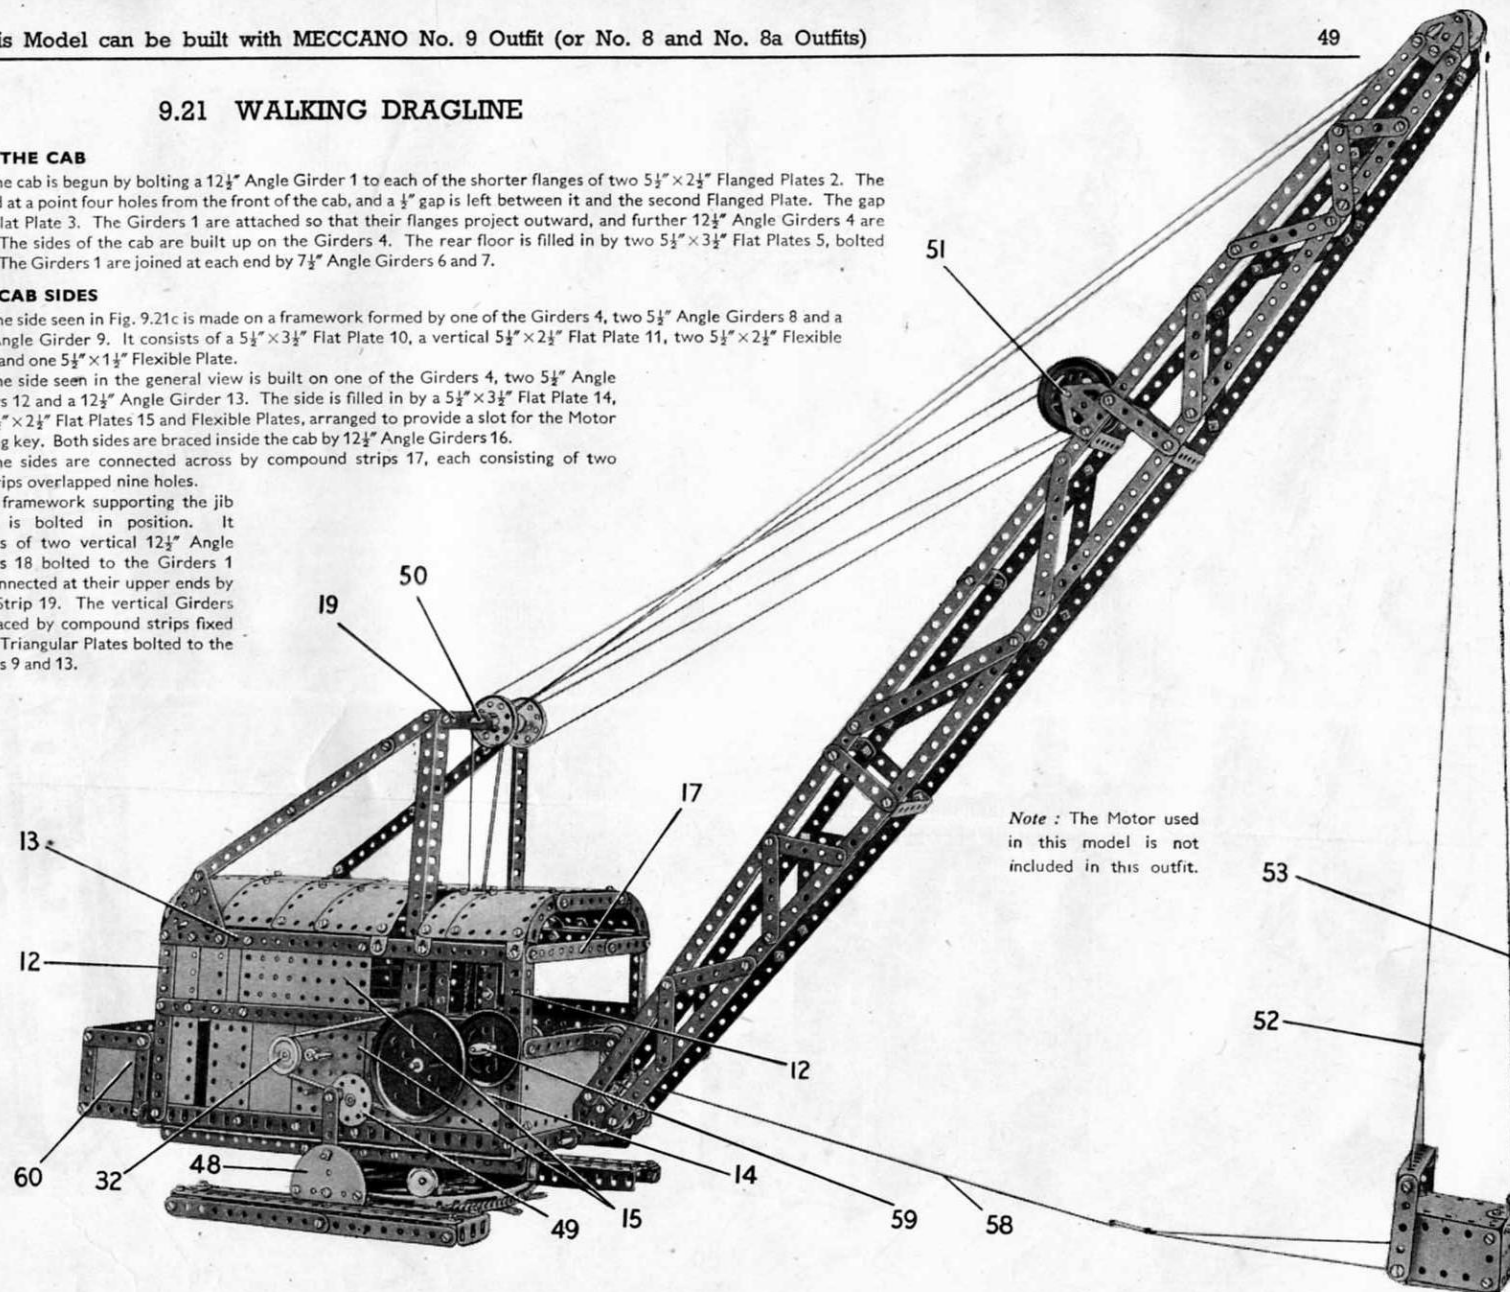 is Model can be built with MECCANO No. 9 Outfit (or No. 8 and No. 8a Outfits)
49
9.21 WALKING DRAGLINE
THE CAB
he cab is begun by bolting a 12½″ Angle Girder 1 to each of the shorter flanges of two 5½″×2½″ Flanged Plates 2. The
l at a point four holes from the front of the cab, and a ½″ gap is left between it and the second Flanged Plate. The gap
lat Plate 3. The Girders 1 are attached so that their flanges project outward, and further 12½″ Angle Girders 4 are
The sides of the cab are built up on the Girders 4. The rear floor is filled in by two 5½″×3½″ Flat Plates 5, bolted
The Girders 1 are joined at each end by 7½″ Angle Girders 6 and 7.
CAB SIDES
he side seen in Fig. 9.21c is made on a framework formed by one of the Girders 4, two 5½″ Angle Girders 8 and a
ngle Girder 9. It consists of a 5½″×3½″ Flat Plate 10, a vertical 5½″×2½″ Flat Plate 11, two 5½″×2½″ Flexible
and one 5½″×1½″ Flexible Plate.
he side seen in the general view is built on one of the Girders 4, two 5½″ Angle
s 12 and a 12½″ Angle Girder 13. The side is filled in by a 5½″×3½″ Flat Plate 14,
″×2½″ Flat Plates 15 and Flexible Plates, arranged to provide a slot for the Motor
g key. Both sides are braced inside the cab by 12½″ Angle Girders 16.
he sides are connected across by compound strips 17, each consisting of two
rips overlapped nine holes.
framework supporting the jib
is bolted in position. It
s of two vertical 12½″ Angle
s 18 bolted to the Girders 1
nnected at their upper ends by
Strip 19. The vertical Girders
aced by compound strips fixed
Triangular Plates bolted to the
s 9 and 13.
51
50
19
17
13
Note : The Motor used
in this model is not
included in this outfit.
53
12
52
12
60
32
48
14
49
15
59
58